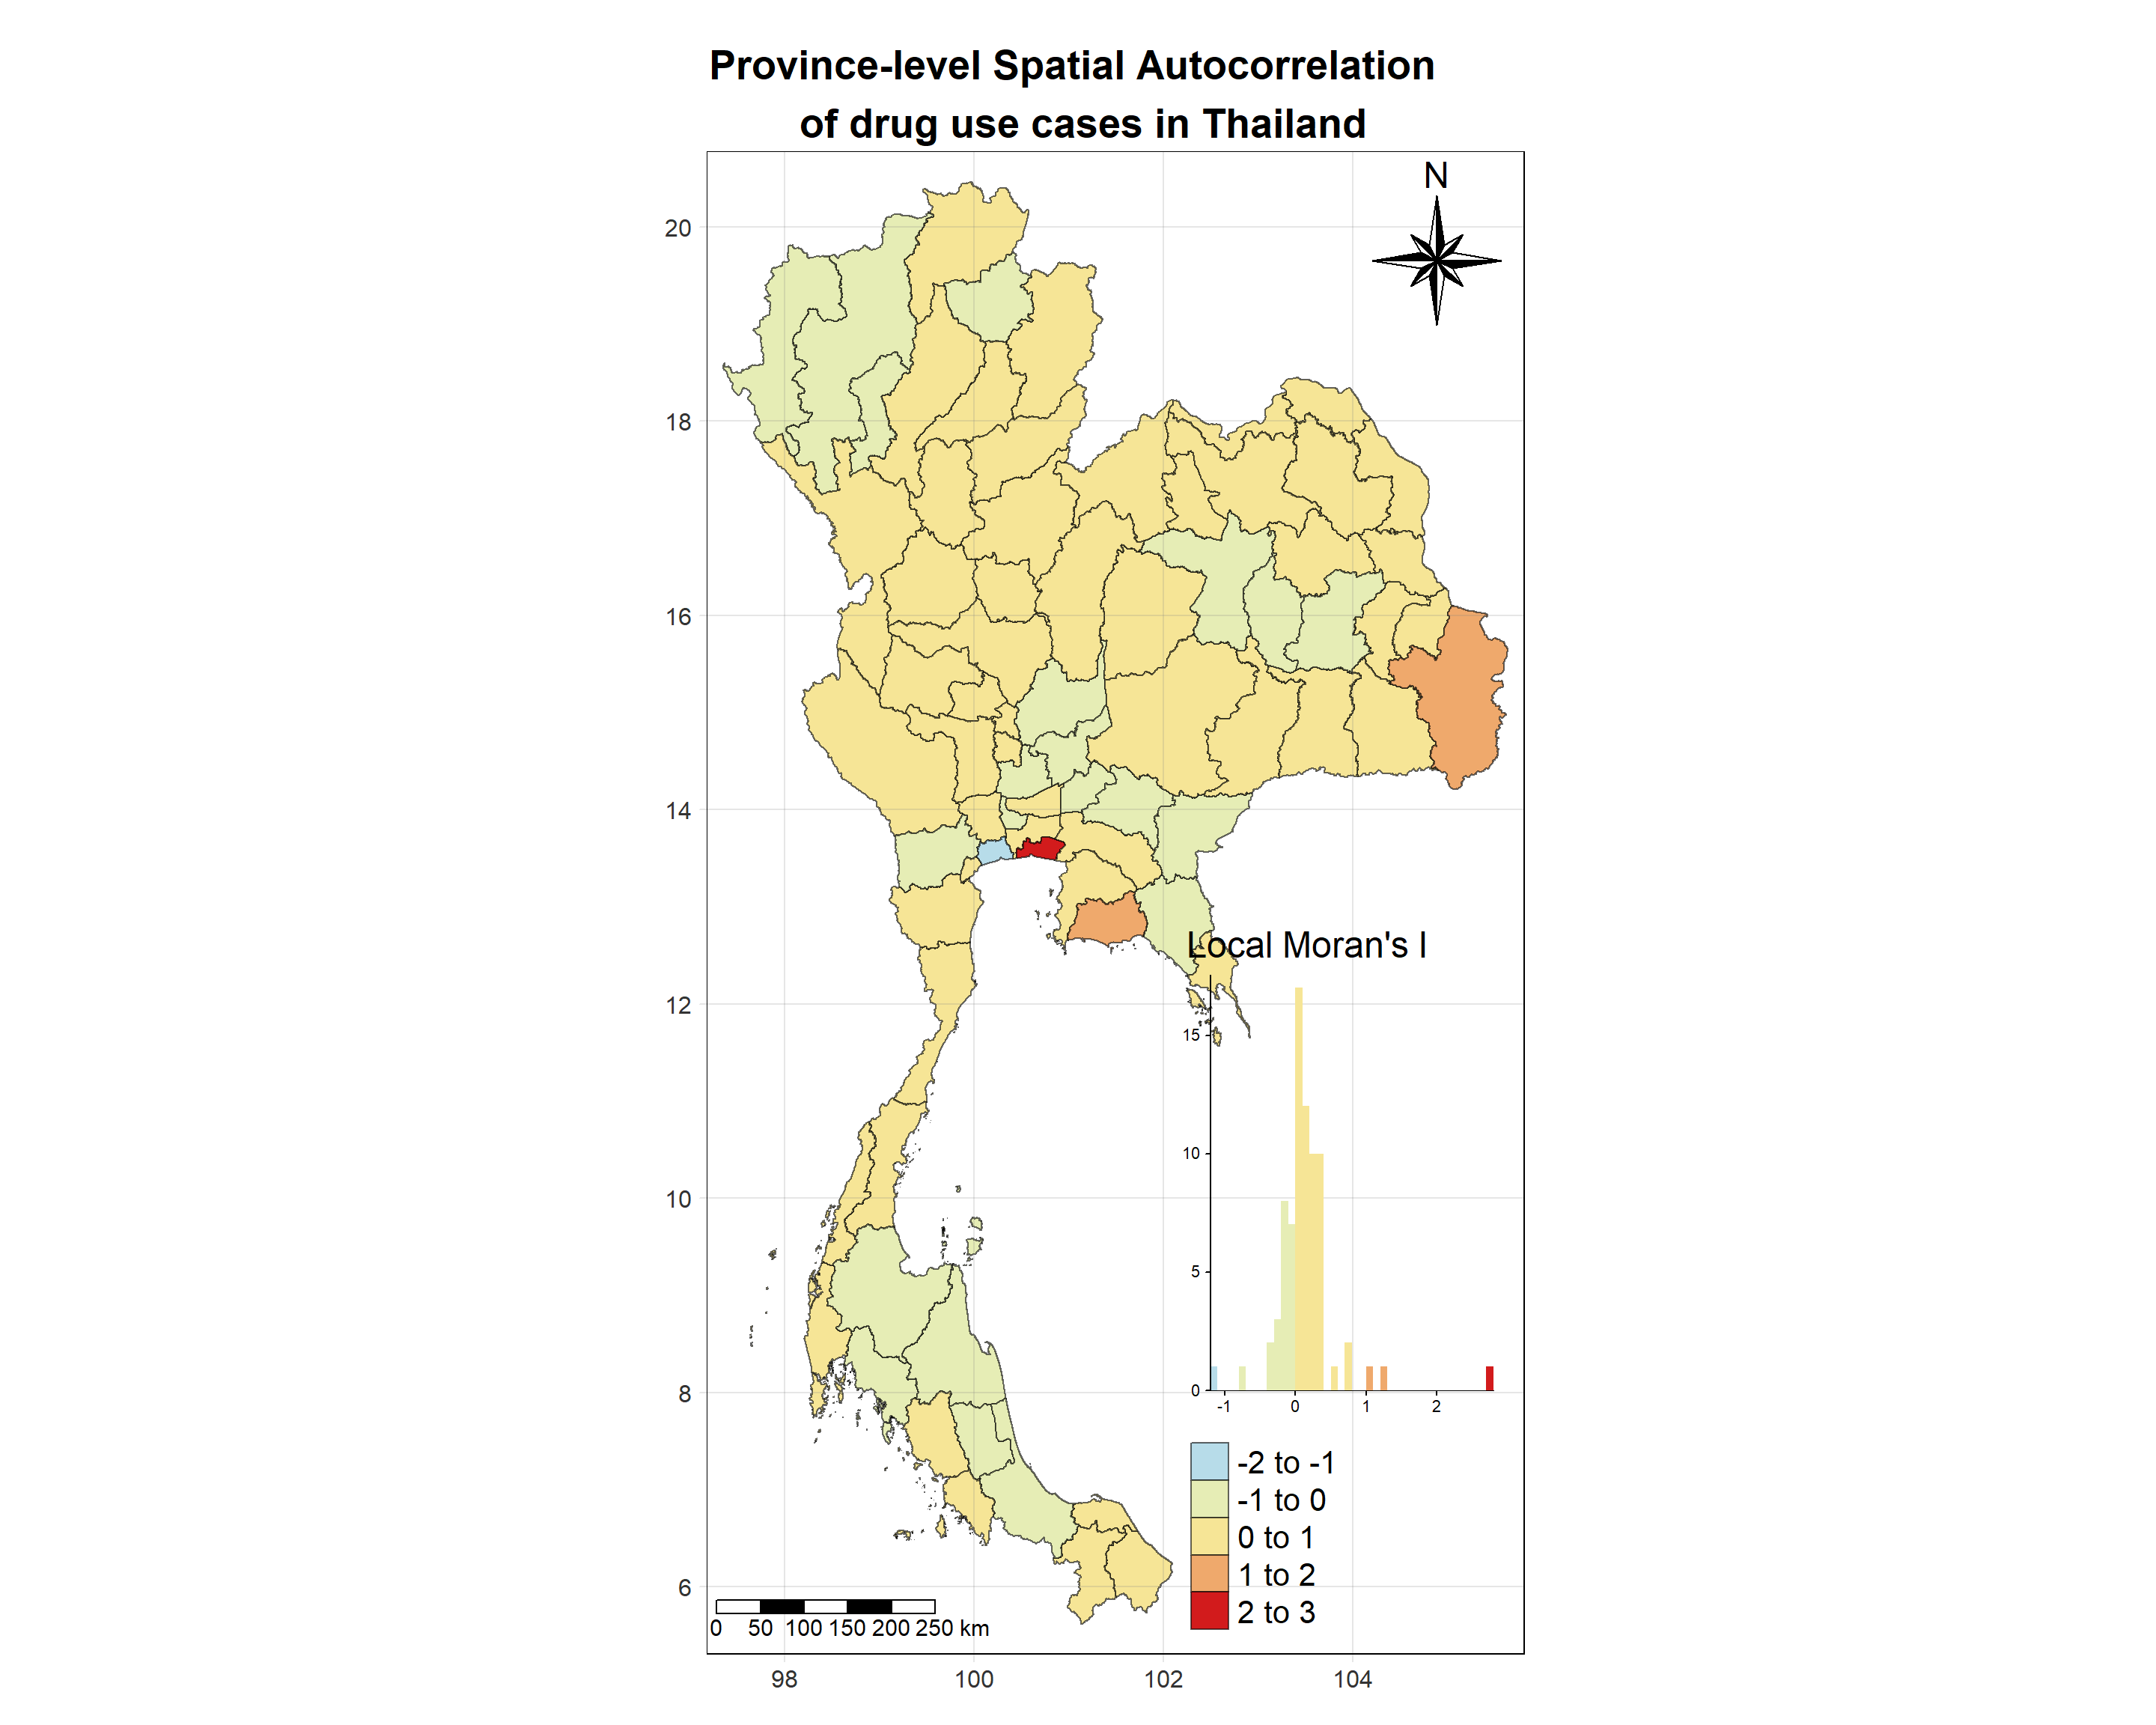 Province-level Spatial Autocorrelation
of drug use cases in Thailand
N
20
18
16
14
12
10
8
6
Local Moran's I
15
10
5
0
-1 0 1 2
-2 to -1
-1 to 0
0 to 1
1 to 2
2 to 3
0 50 100 150 200 250 km
98 100 102 104